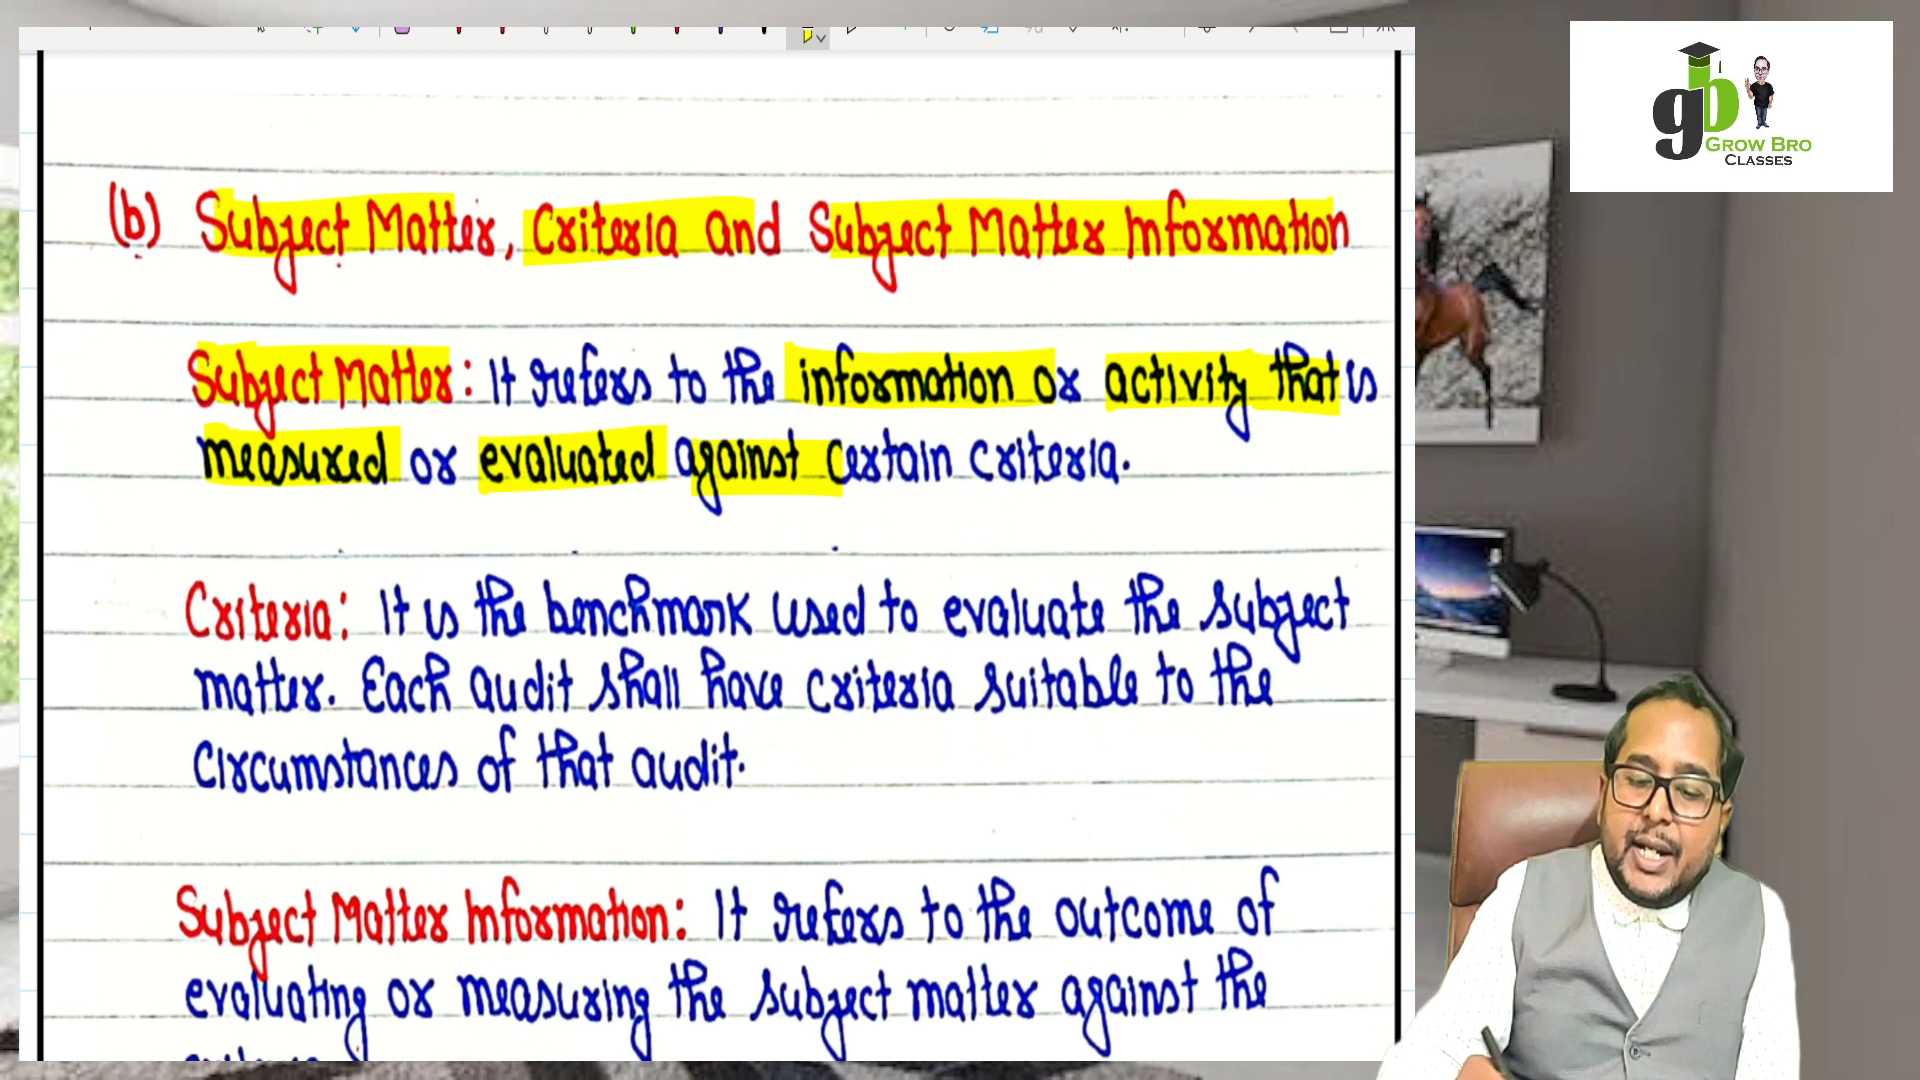 (b) Subject Matter, Criteria and Subject Matter Information
Subject Matter: It refers to the information or activity that is
measured or evaluated against certain criteria.
Criteria: It is the benchmark used to evaluate the subject
matter. Each audit shall have criteria suitable to the
circumstances of that audit.
Subject Matter Information: It refers to the outcome of
evaluating or measuring the subject matter against the
gb
GROW BRO
CLASSES